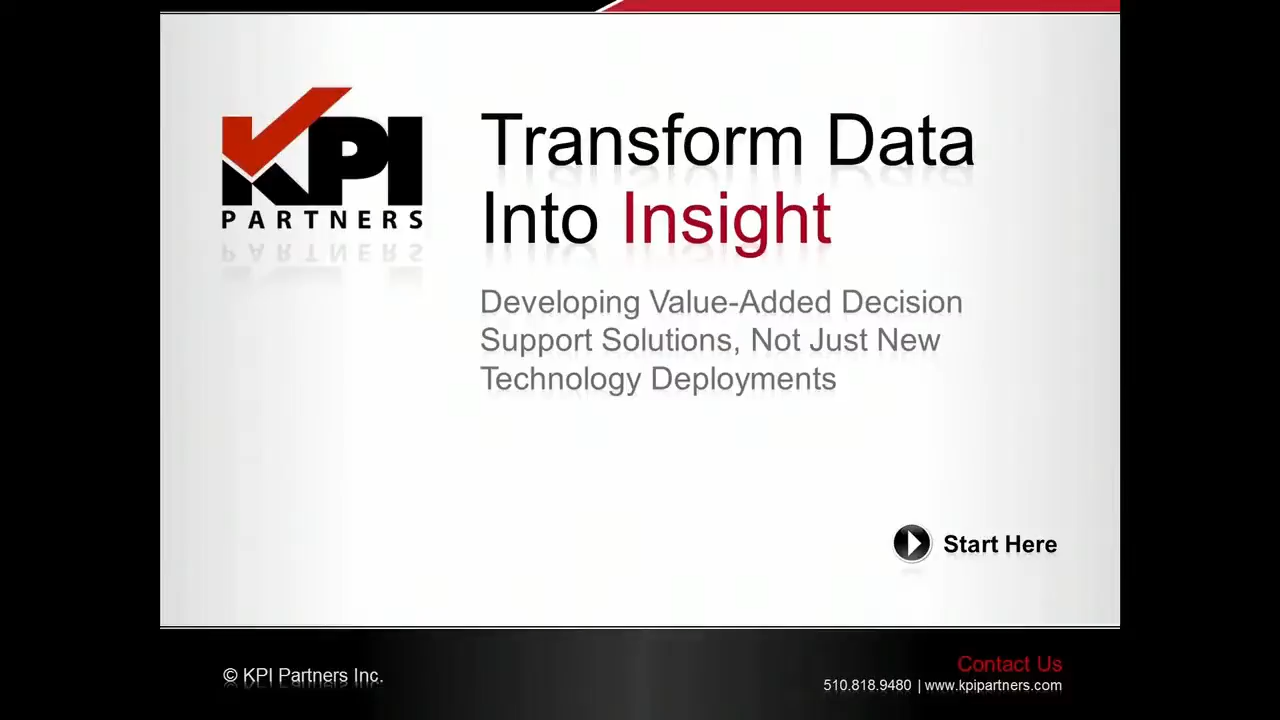 KPI
PARTNERS
Transform Data
Into Insight
Developing Value-Added Decision
Support Solutions, Not Just New
Technology Deployments
Start Here
© KPI Partners Inc.
Contact Us
510.818.9480 | www.kpipartners.com